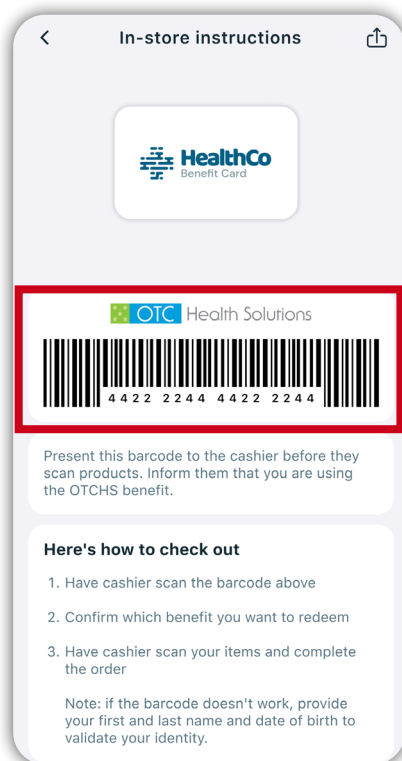 In-store instructions
HealthCo
Benefit Card
OTC Health Solutions
4422 2244 4422 2244
Present this barcode to the cashier before they
scan products. Inform them that you are using
the OTCHS benefit.
Here's how to check out
1. Have cashier scan the barcode above
2. Confirm which benefit you want to redeem
3. Have cashier scan your items and complete
the order
Note: if the barcode doesn't work, provide
your first and last name and date of birth to
validate your identity.